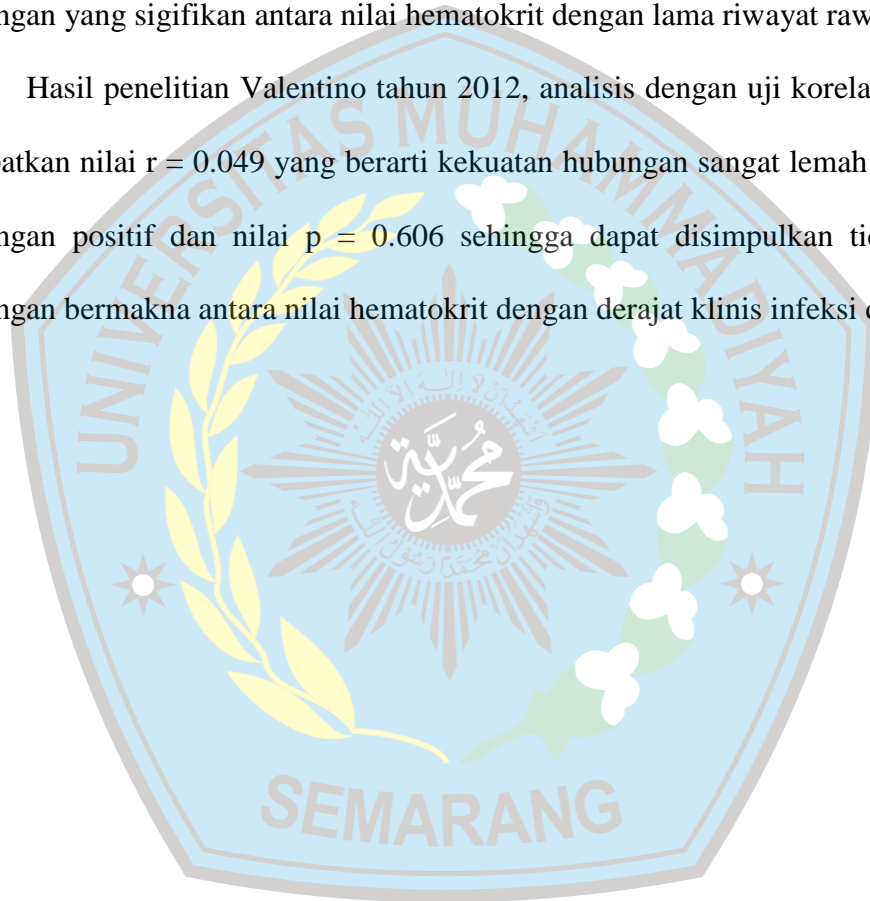 ngan yang sigifikan antara nilai hematokrit dengan lama riwayat raw
Hasil penelitian Valentino tahun 2012, analisis dengan uji korela
patkan nilai r = 0.049 yang berarti kekuatan hubungan sangat lemah
ngan positif dan nilai p = 0.606 sehingga dapat disimpulkan tid
ngan bermakna antara nilai hematokrit dengan derajat klinis infeksi d
UNIVERSITAS MUHAMMADIYAH
SEMARANG
محمدية